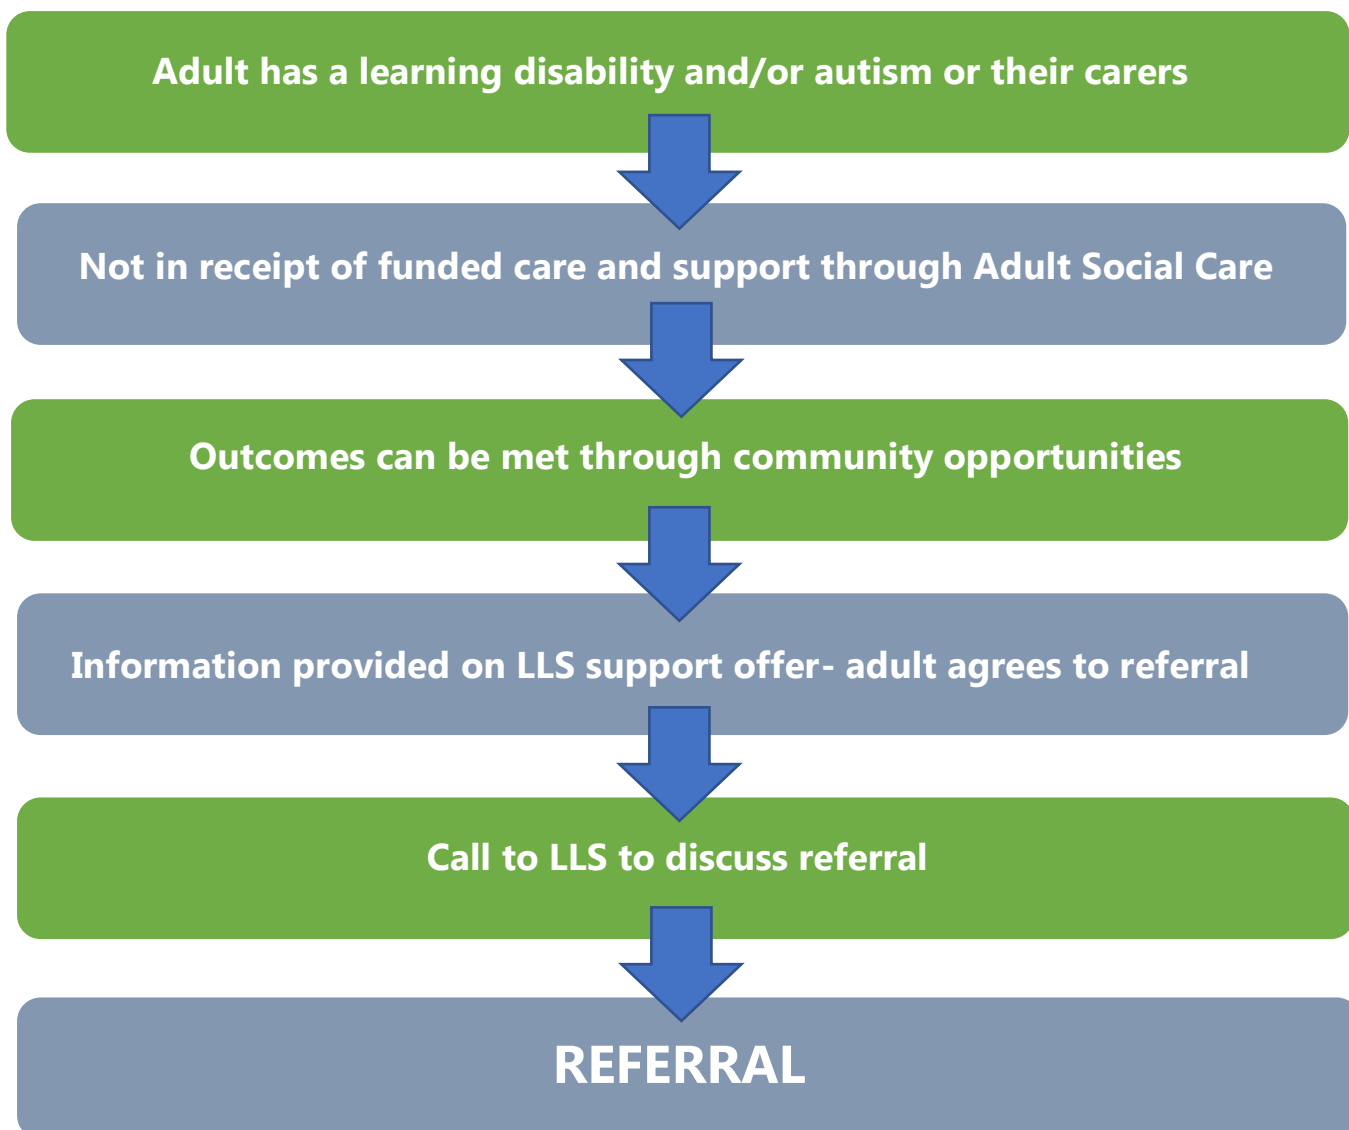 Adult has a learning disability and/or autism or their carers
Not in receipt of funded care and support through Adult Social Care
Outcomes can be met through community opportunities
Information provided on LLS support offer- adult agrees to referral
Call to LLS to discuss referral
REFERRAL